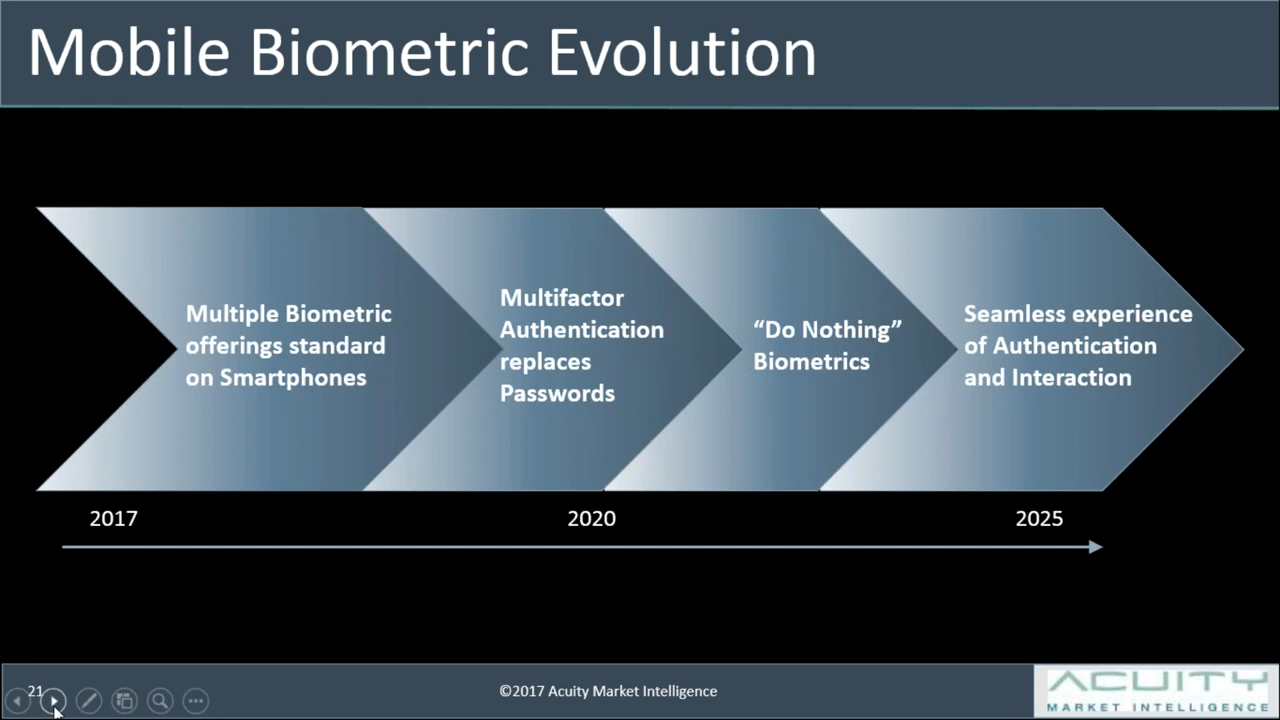 Mobile Biometric Evolution
Multiple Biometric
offerings standard
on Smartphones
Multifactor
Authentication
replaces
Passwords
“Do Nothing”
Biometrics
Seamless experience
of Authentication
and Interaction
2017
2020
2025
21
©2017 Acuity Market Intelligence
ACUITY
MARKET INTELLIGENCE